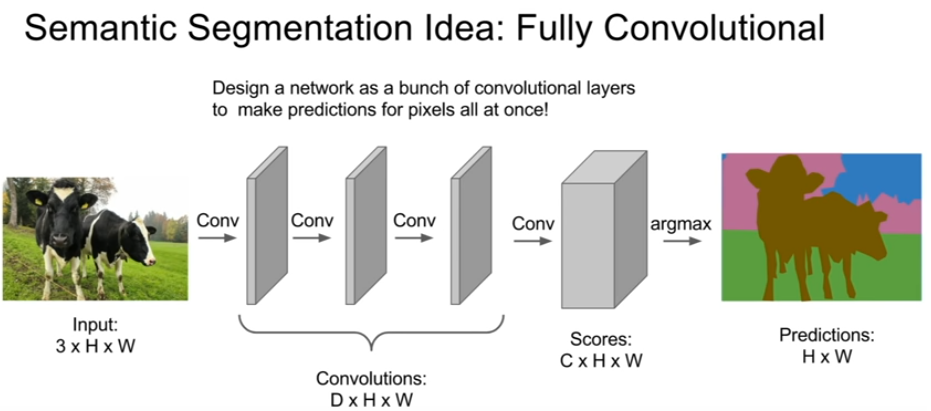 Semantic Segmentation Idea: Fully Convolutional
Design a network as a bunch of convolutional layers
to make predictions for pixels all at once!
Conv
Conv
Conv
Conv
argmax
Input:
3 x H x W
Convolutions:
D x H x W
Scores:
C x H x W
Predictions:
H x W